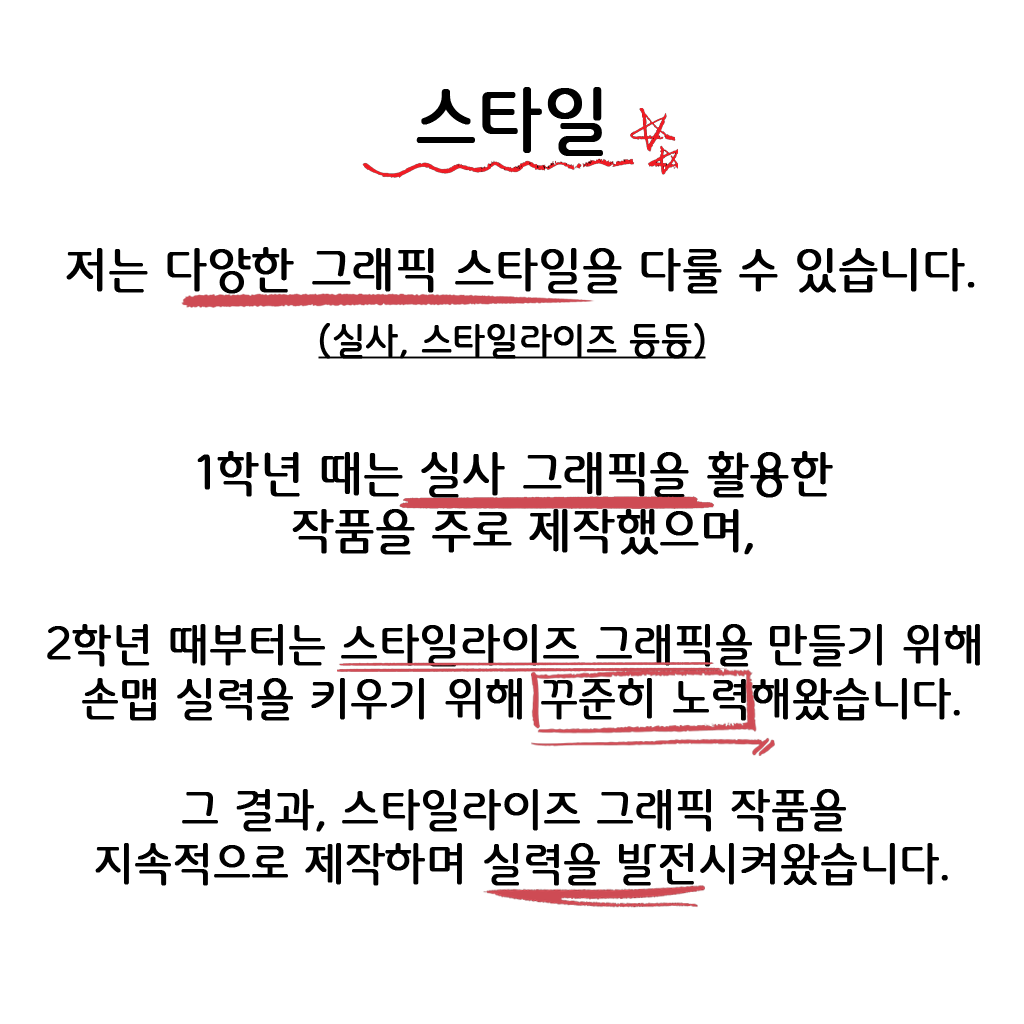 스타일
저는 다양한 그래픽 스타일을 다룰 수 있습니다.
(실사, 스타일라이즈 등등)
1학년 때는 실사 그래픽을 활용한
작품을 주로 제작했으며,
2학년 때부터는 스타일라이즈 그래픽을 만들기 위해
손맵 실력을 키우기 위해 꾸준히 노력해왔습니다.
그 결과, 스타일라이즈 그래픽 작품을
지속적으로 제작하며 실력을 발전시켜왔습니다.